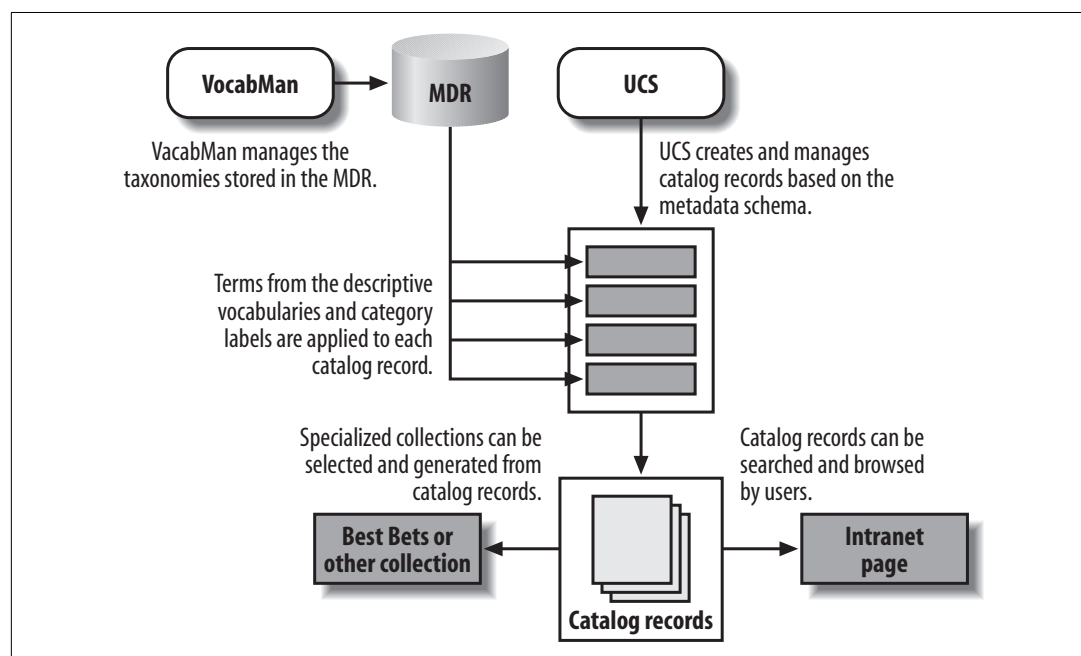 VocabMan
MDR
UCS
VacabMan manages the
taxonomies stored in the MDR.
UCS creates and manages
catalog records based on the
metadata schema.
Terms from the descriptive
vocabularies and category
labels are applied to each
catalog record.
Specialized collections can be
selected and generated from
catalog records.
Catalog records can be
searched and browsed
by users.
Best Bets or
other collection
Intranet
page
Catalog records